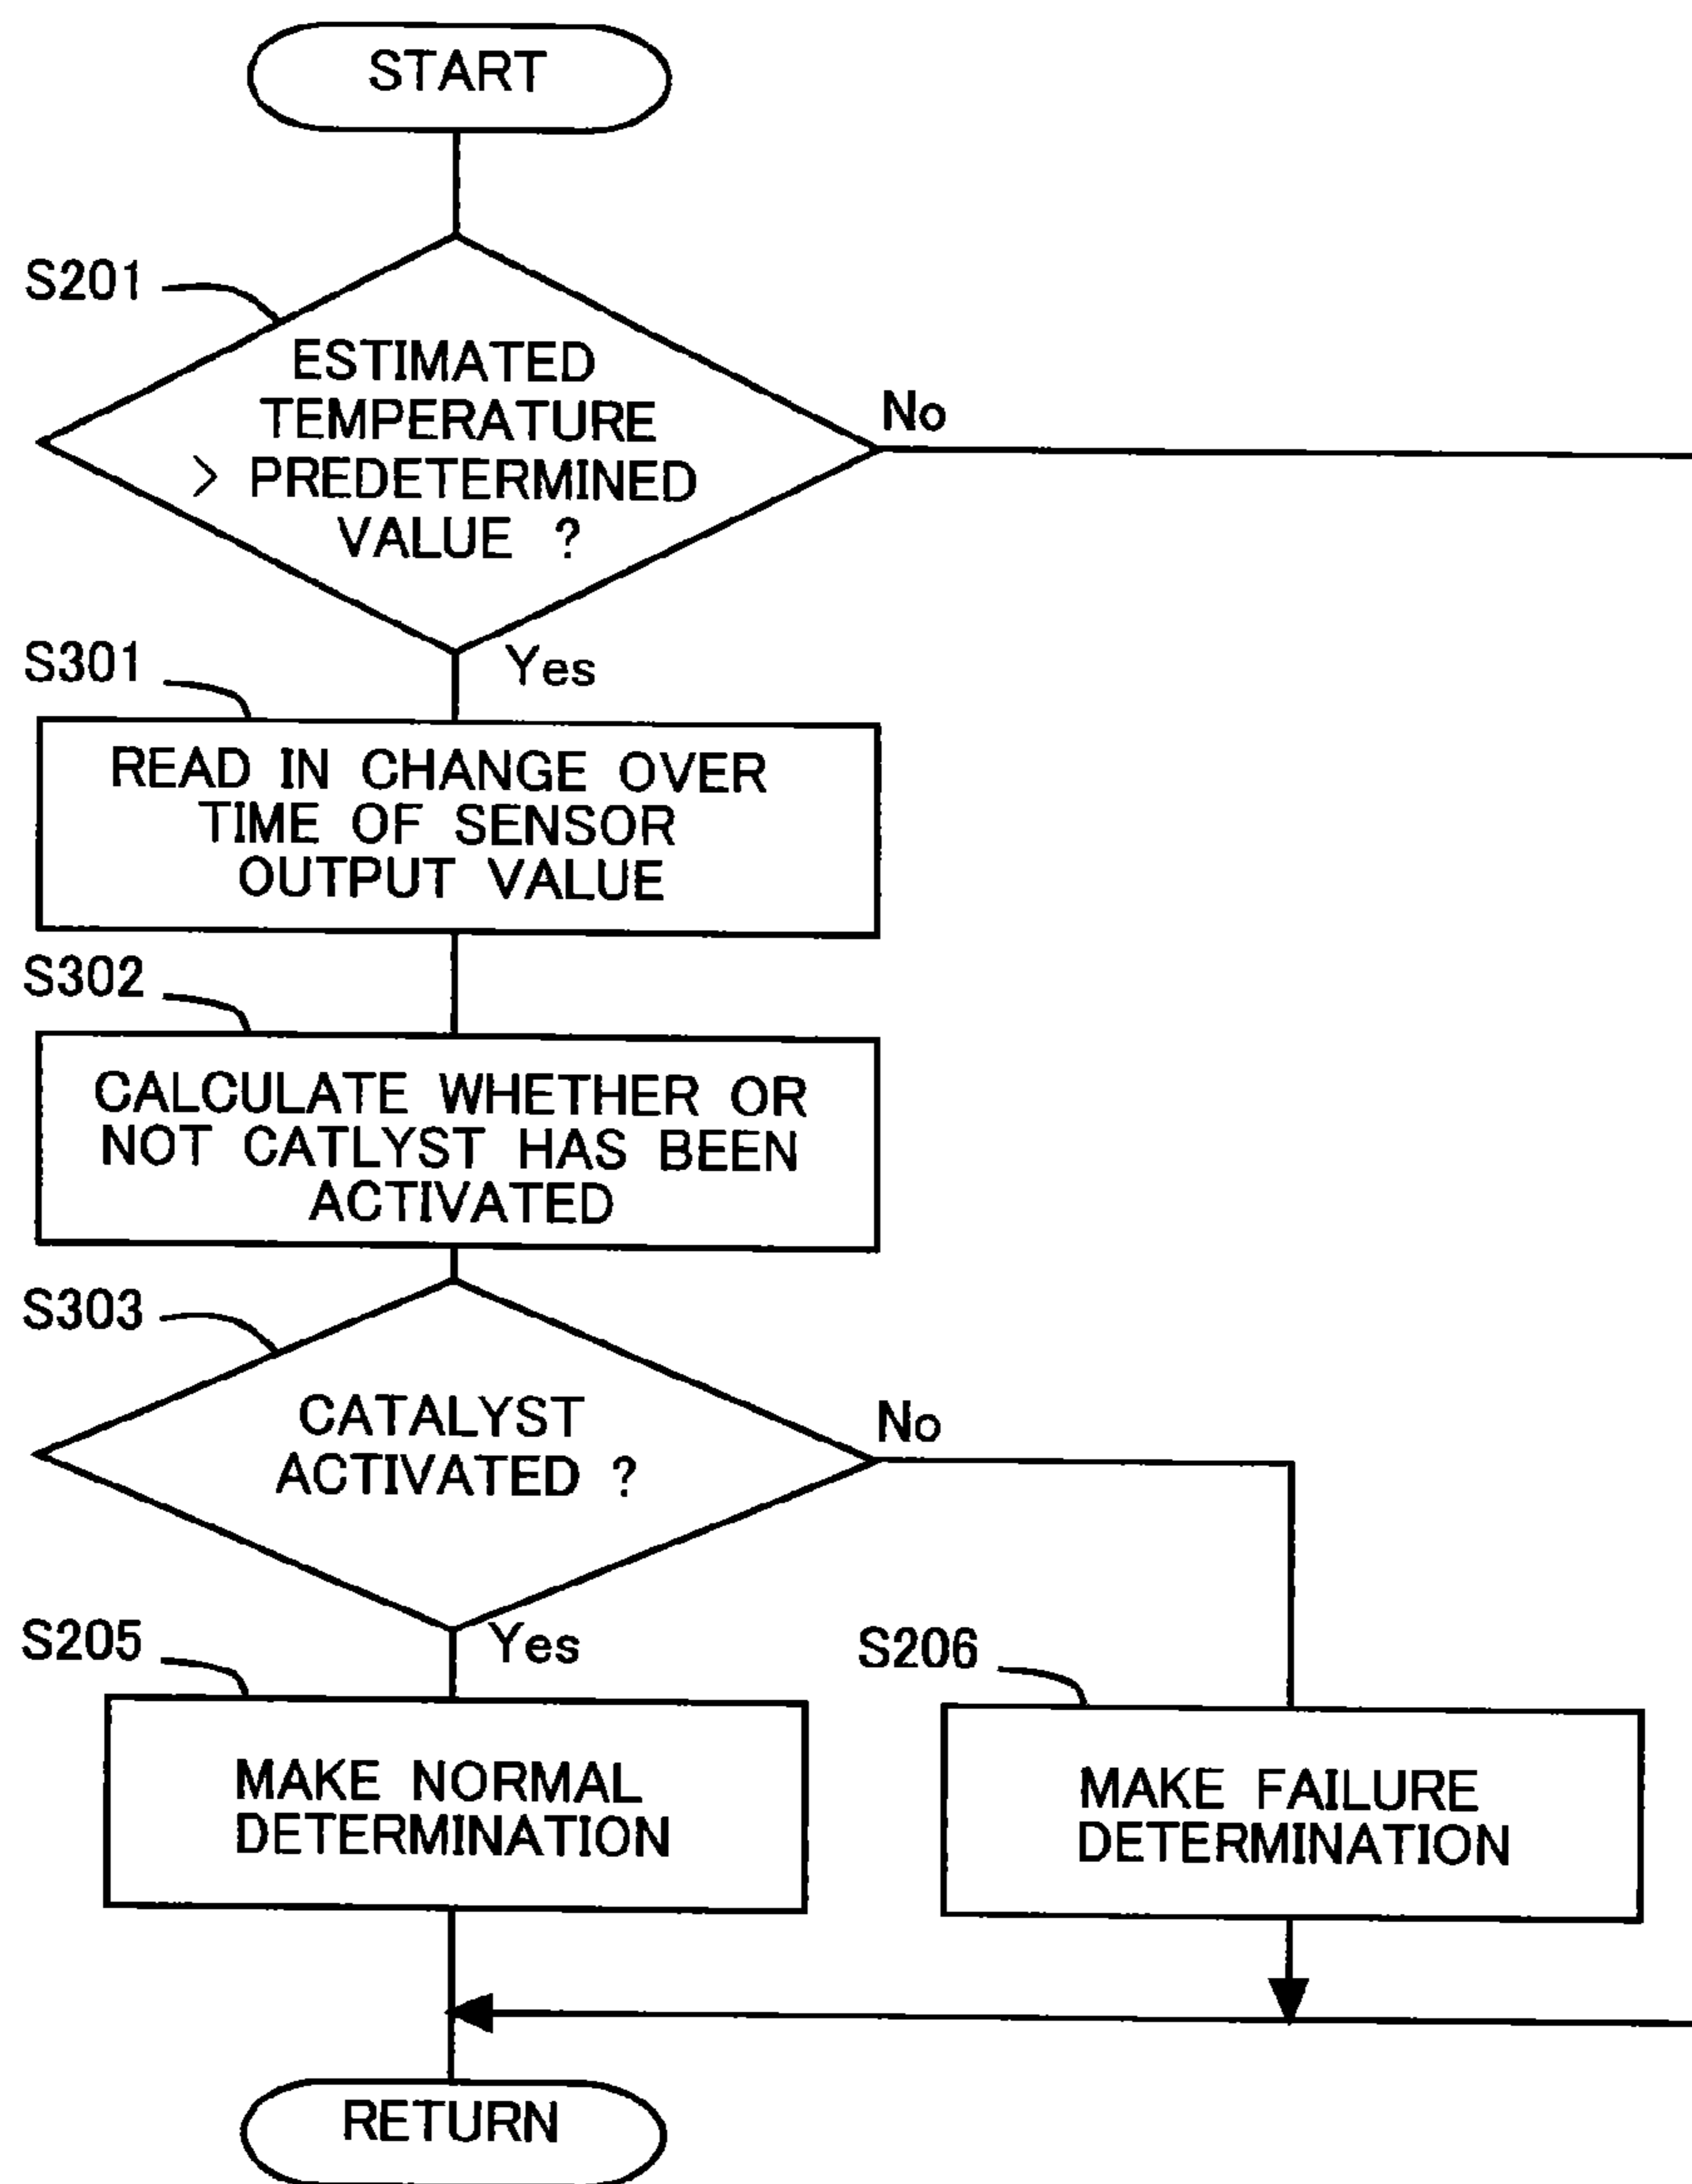 START
S201
ESTIMATED
TEMPERATURE
> PREDETERMINED
VALUE ?
No
Yes
S301
READ IN CHANGE OVER
TIME OF SENSOR
OUTPUT VALUE
S302
CALCULATE WHETHER OR
NOT CATLYST HAS BEEN
ACTIVATED
S303
CATALYST
ACTIVATED ?
No
Yes
S205
MAKE NORMAL
DETERMINATION
S206
MAKE FAILURE
DETERMINATION
RETURN